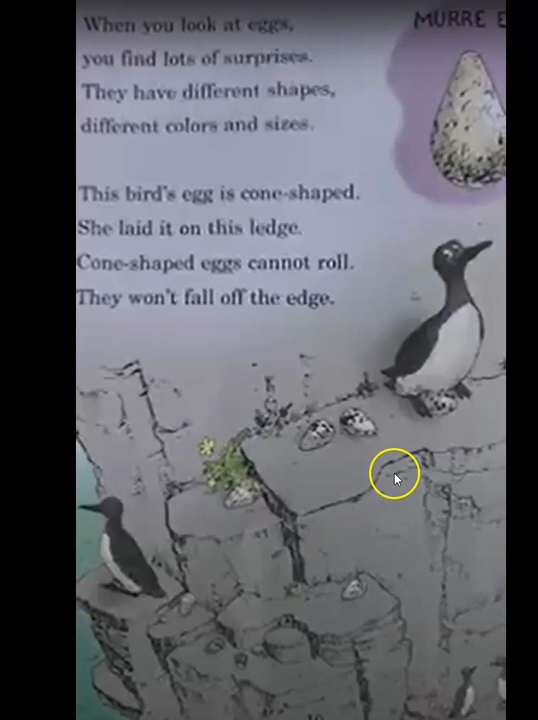 MURRE E
When you look at eggs,
you find lots of surprises.
They have different shapes,
different colors and sizes.
This bird's egg is cone-shaped.
She laid it on this ledge.
Cone-shaped eggs cannot roll.
They won't fall off the edge.